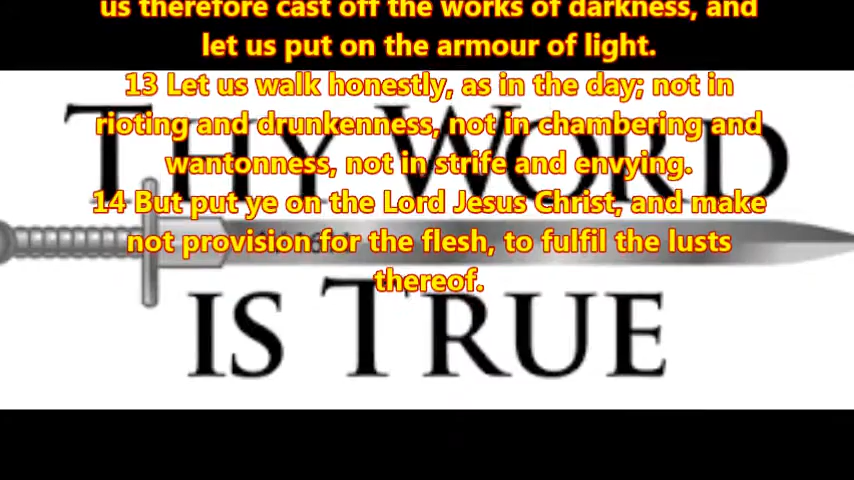 us therefore cast off the works of darkness, and
let us put on the armour of light.
13 Let us walk honestly, as in the day; not in
rioting and drunkenness, not in chambering and
wantonness, not in strife and envying.
14 But put ye on the Lord Jesus Christ, and make
not provision for the flesh, to fulfil the lusts
thereof.
THY WORD
IS TRUE